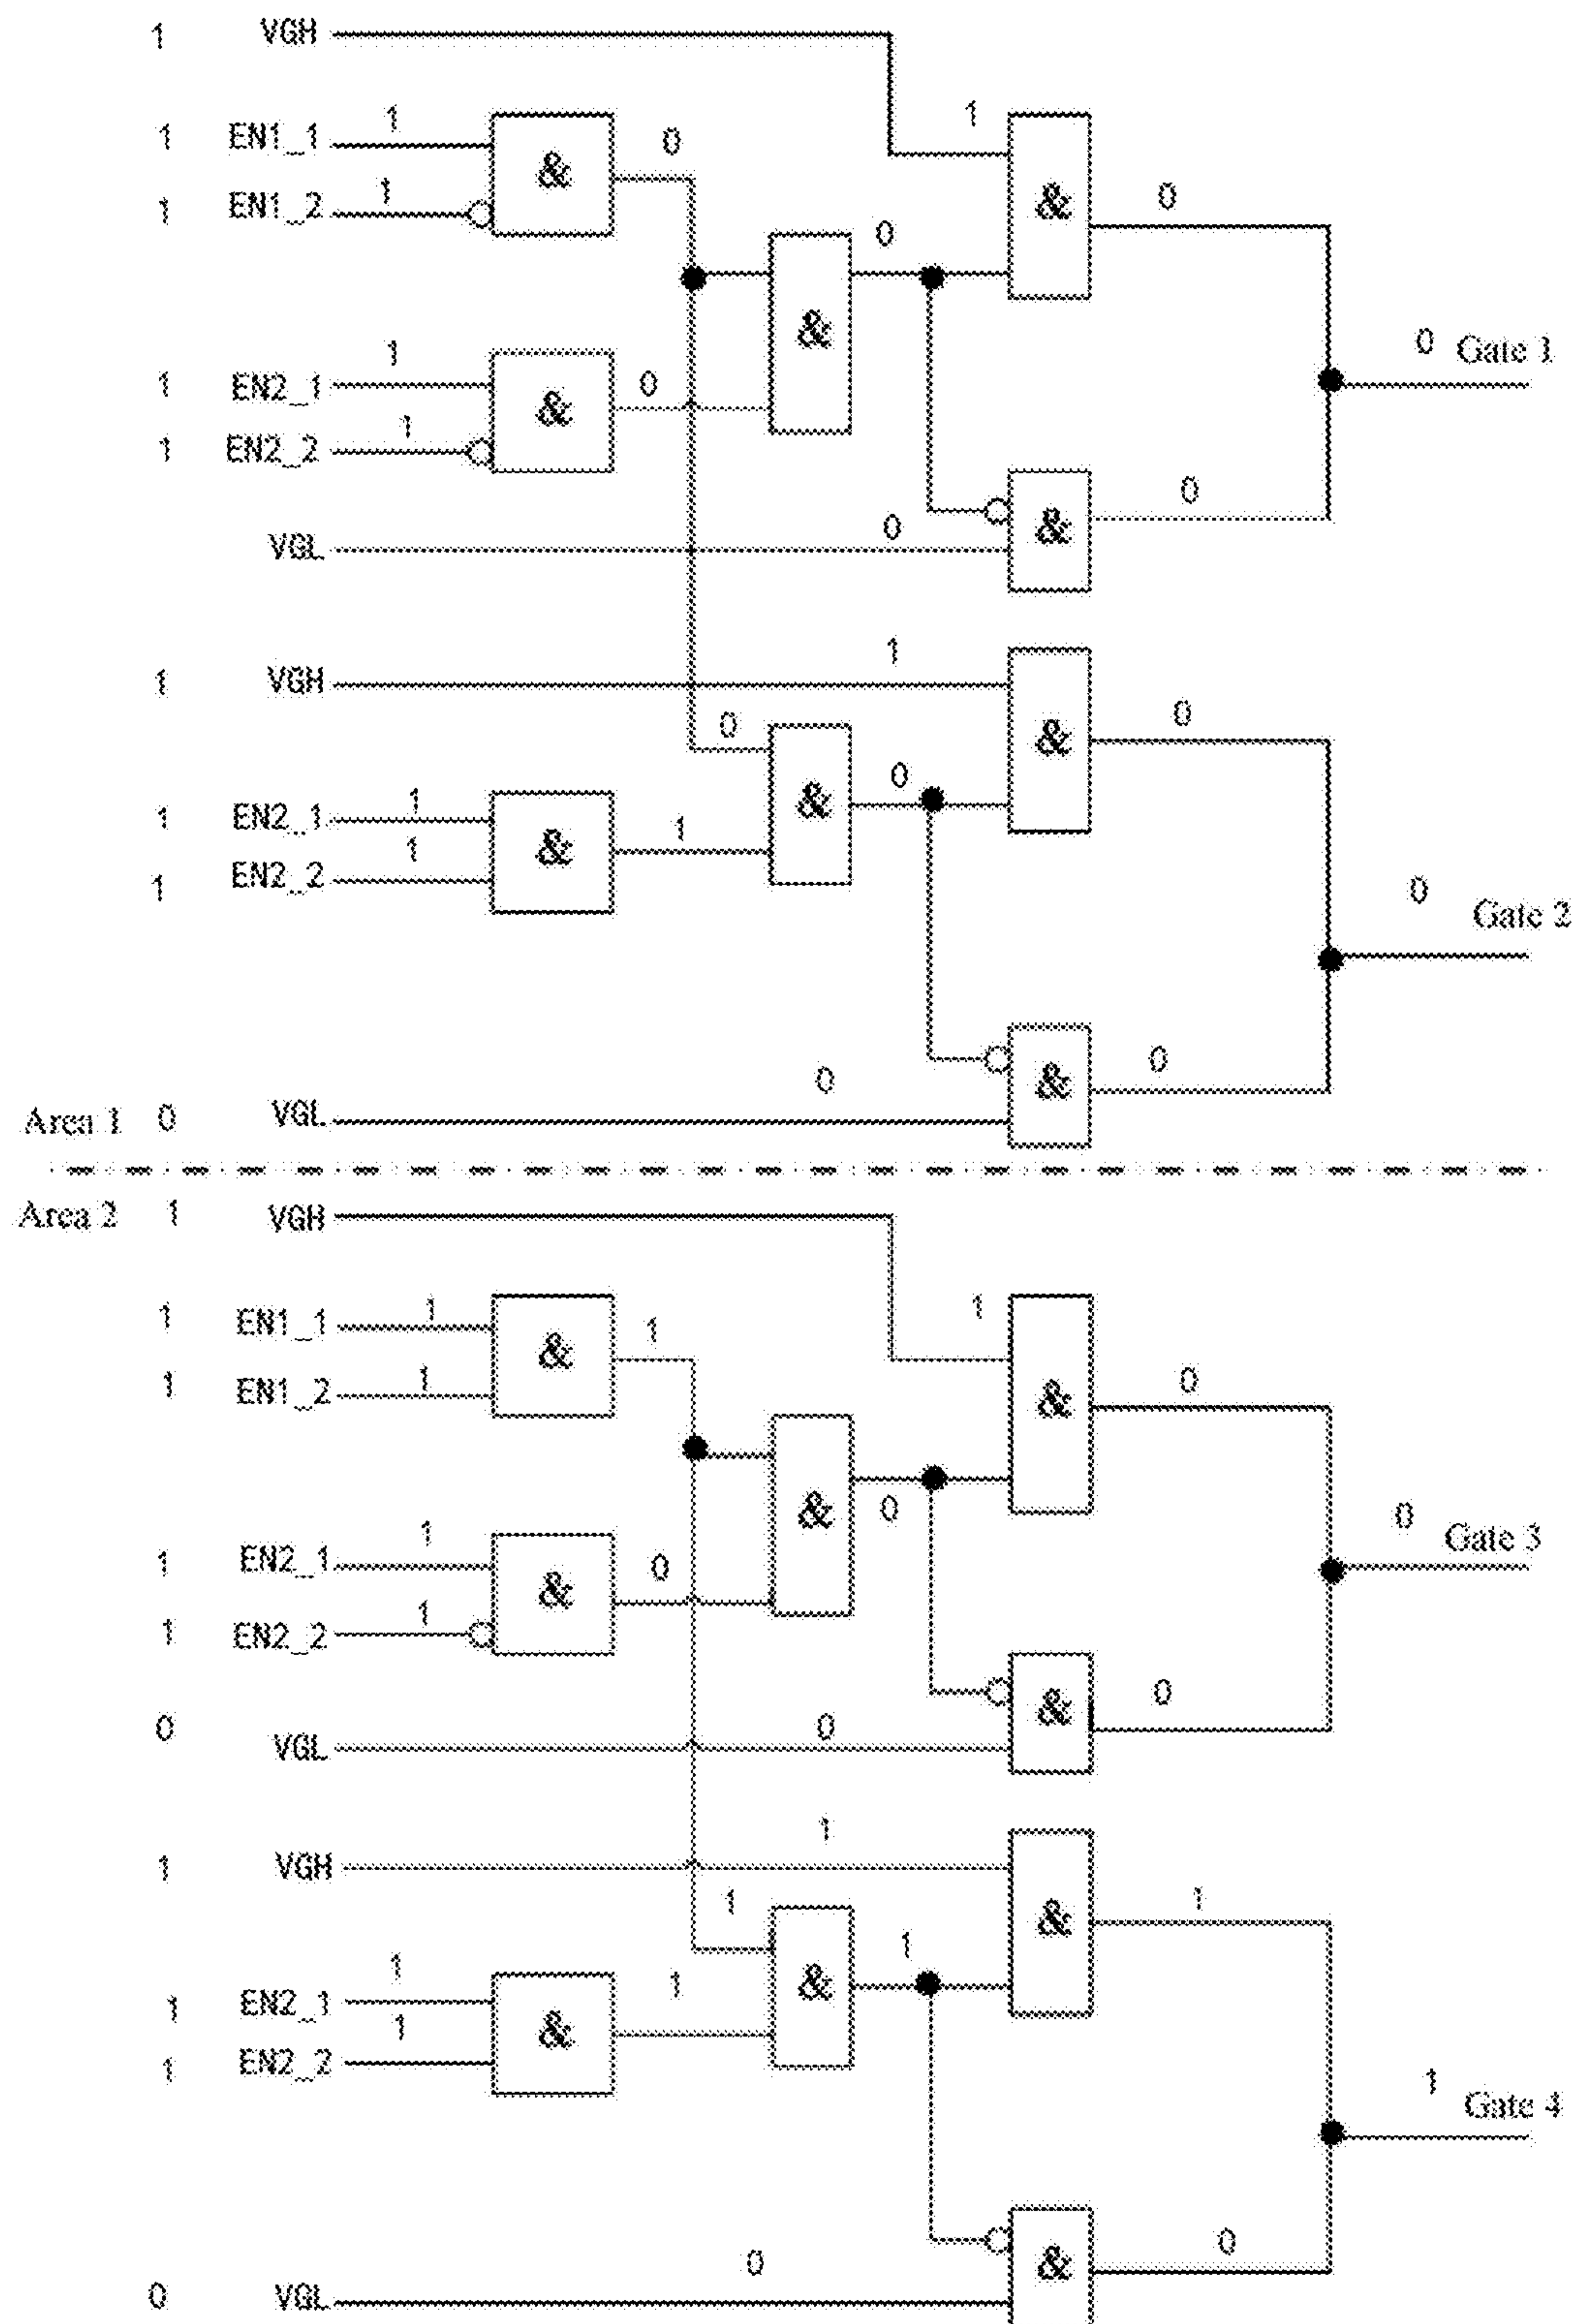 1 VGH
1
1 EN1_1 1 & 0
1 EN1_2 1
& 0
0
&
1 EN2_1 1 & 0
1 EN2_2 1
0 Gate 1
VGL 0 & 0
1 VGH 1
& 0
0
& 0
1 EN2_1 1 & 1
1 EN2_2 1
0 Gate 2
0 & 0
Area 1 0 VGL
Area 2 1 VGH
1
1 EN1_1 1 & 1
1 EN1_2 1
& 0
& 0
1 EN2_1 1 & 0
1 EN2_2 1
0 Gate 3
0 VGL 0 & 0
1 VGH 1
& 1
1
& 1
1 EN2_1 1 & 1
1 EN2_2 1
1 Gate 4
0 & 0
0 VGL